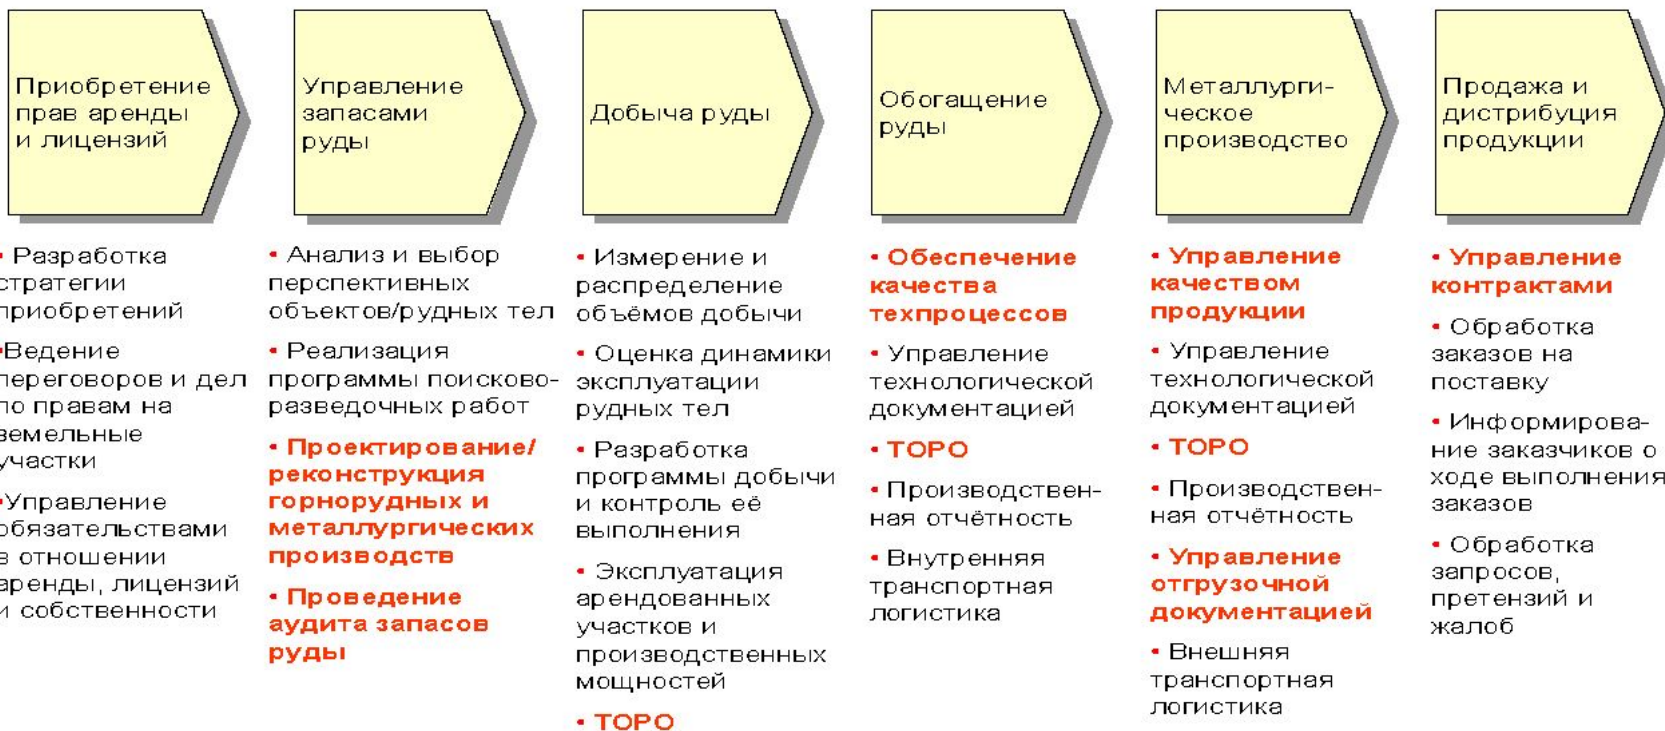 Приобретение
прав аренды
и лицензий
Управление
запасами
руды
Добыча руды
Обогащение
руды
Металлурги-
ческое
производство
Продажа и
дистрибуция
продукции
• Разработка
стратегии
приобретений
•Ведение
переговоров и дел
по правам на
земельные
участки
•Управление
обязательствами
в отношении
аренды, лицензий
и собственности
• Анализ и выбор
перспективных
объектов/рудных тел
• Реализация
программы поисково-
разведочных работ
• Проектирование/
реконструкция
горнорудных и
металлургических
производств
• Проведение
аудита запасов
руды
• Измерение и
распределение
объёмов добычи
• Оценка динамики
эксплуатации
рудных тел
• Разработка
программы добычи
и контроль её
выполнения
• Эксплуатация
арендованных
участков и
производственных
мощностей
• ТОРО
• Обеспечение
качества
техпроцессов
• Управление
технологической
документацией
• ТОРО
• Производствен-
ная отчётность
• Внутренняя
транспортная
логистика
• Управление
качеством
продукции
• Управление
технологической
документацией
• ТОРО
• Производствен-
ная отчётность
• Управление
отгрузочной
документацией
• Внешняя
транспортная
логистика
• Управление
контрактами
• Обработка
заказов на
поставку
• Информирова-
ние заказчиков о
ходе выполнения
заказов
• Обработка
запросов,
претензий и
жалоб